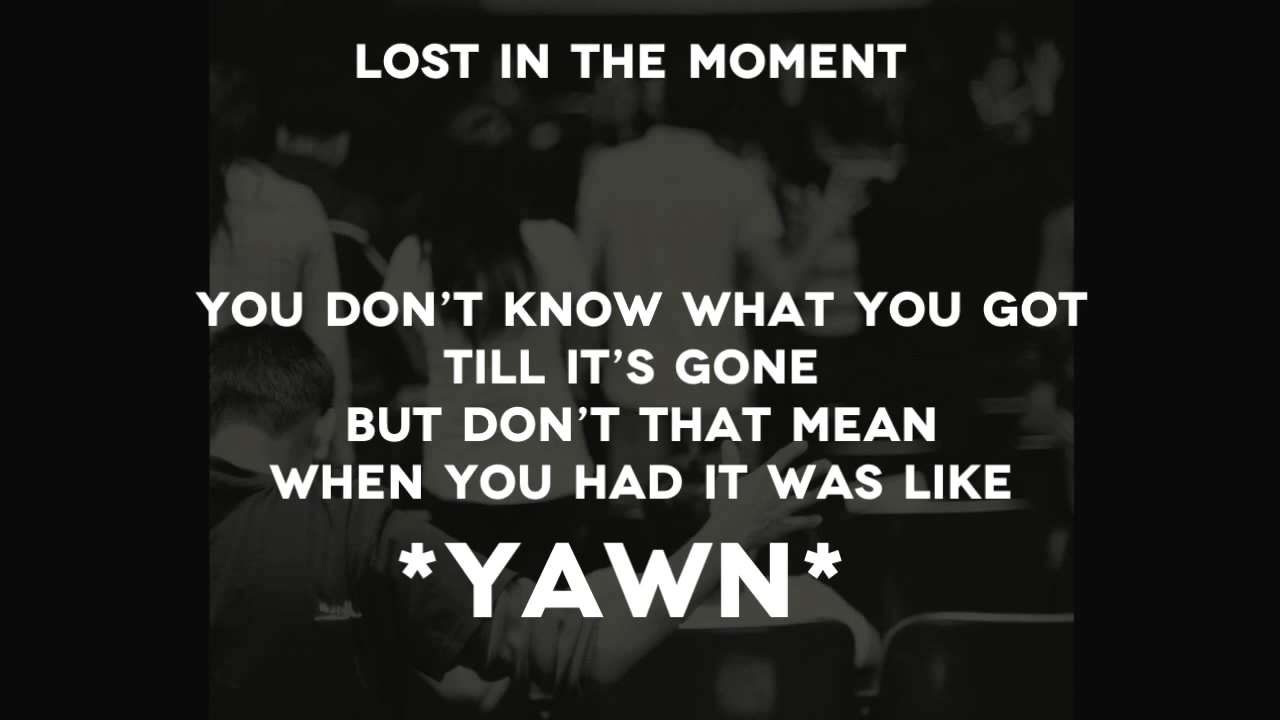 LOST IN THE MOMENT
YOU DON'T KNOW WHAT YOU GOT
TILL IT'S GONE
BUT DON'T THAT MEAN
WHEN YOU HAD IT WAS LIKE
*YAWN*